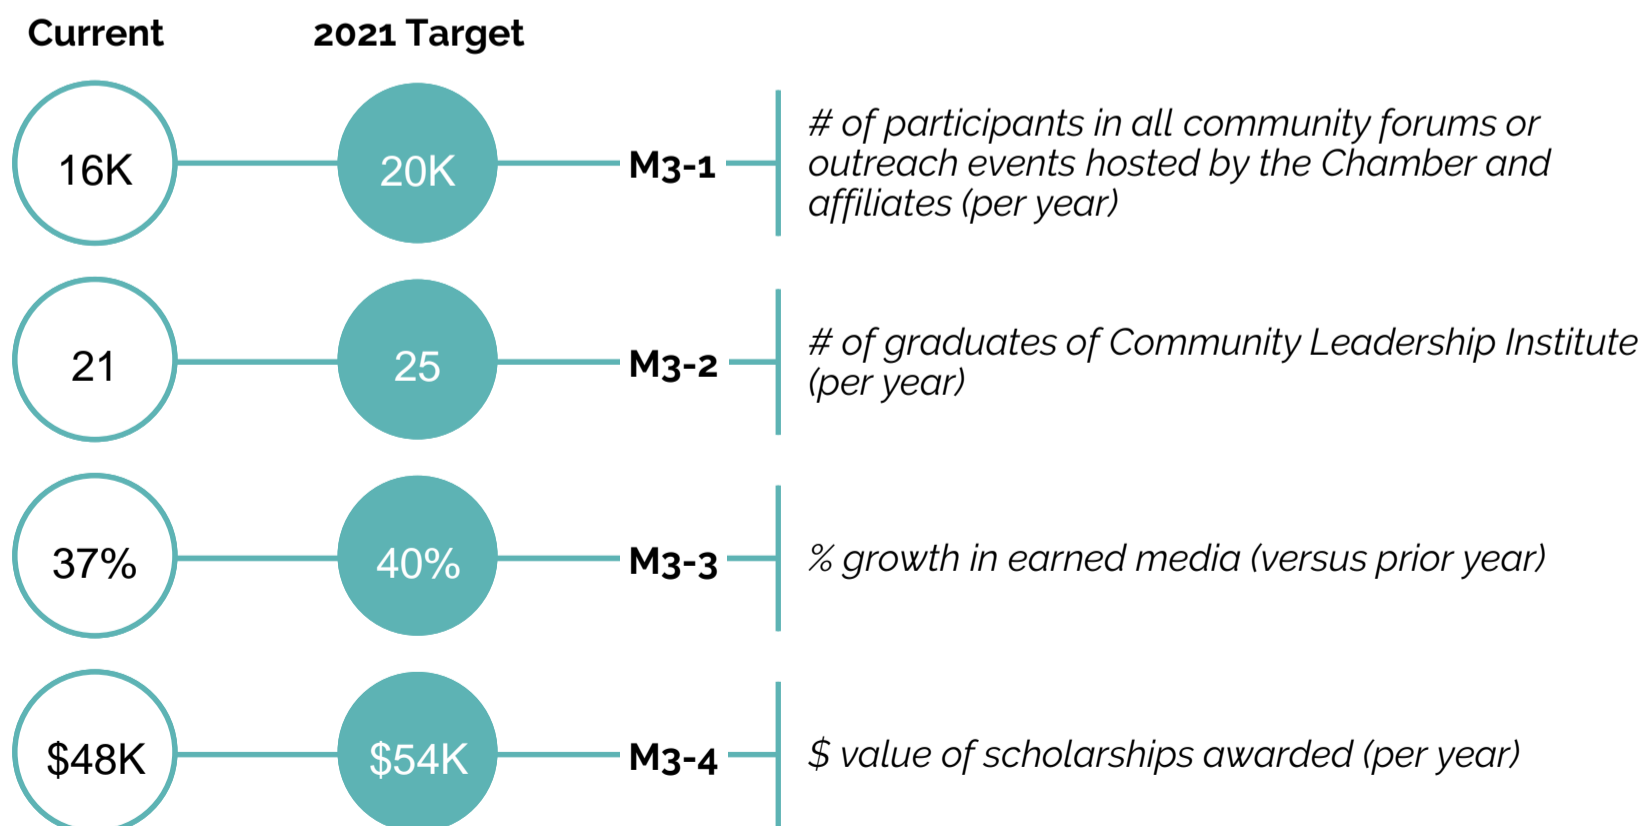 Current 2021 Target
16K 20K M3-1 # of participants in all community forums or
outreach events hosted by the Chamber and
affiliates (per year)
21 25 M3-2 # of graduates of Community Leadership Institute
(per year)
37% 40% M3-3 % growth in earned media (versus prior year)
$48K $54K M3-4 $ value of scholarships awarded (per year)